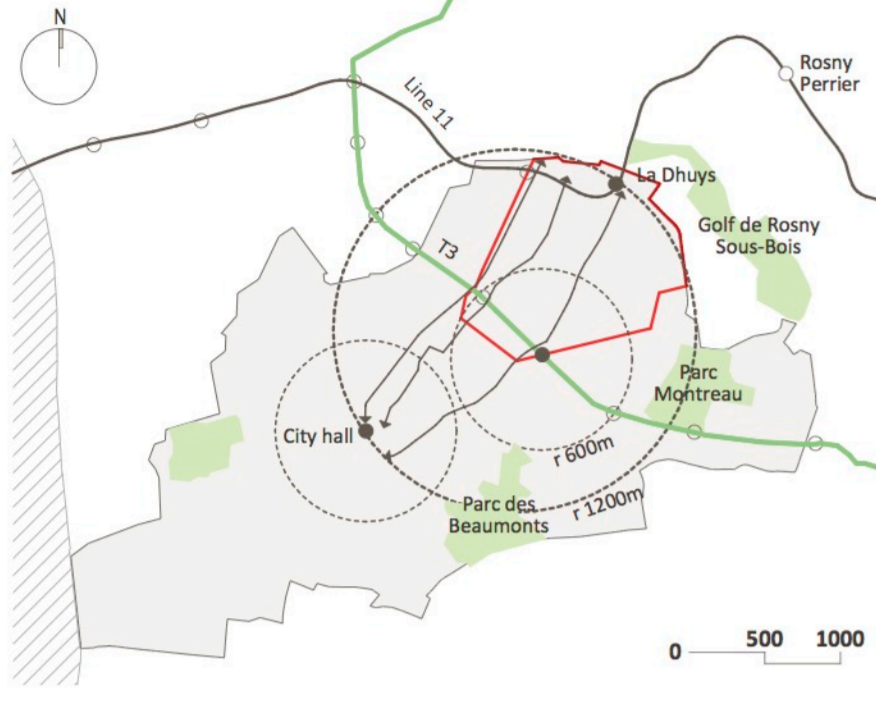 N
Line 11
Rosny
Perrier
La Dhuys
Golf de Rosny
Sous-Bois
T3
Parc
Montreau
City hall
r 600m
r 1200m
Parc des
Beaumonts
0 500 1000